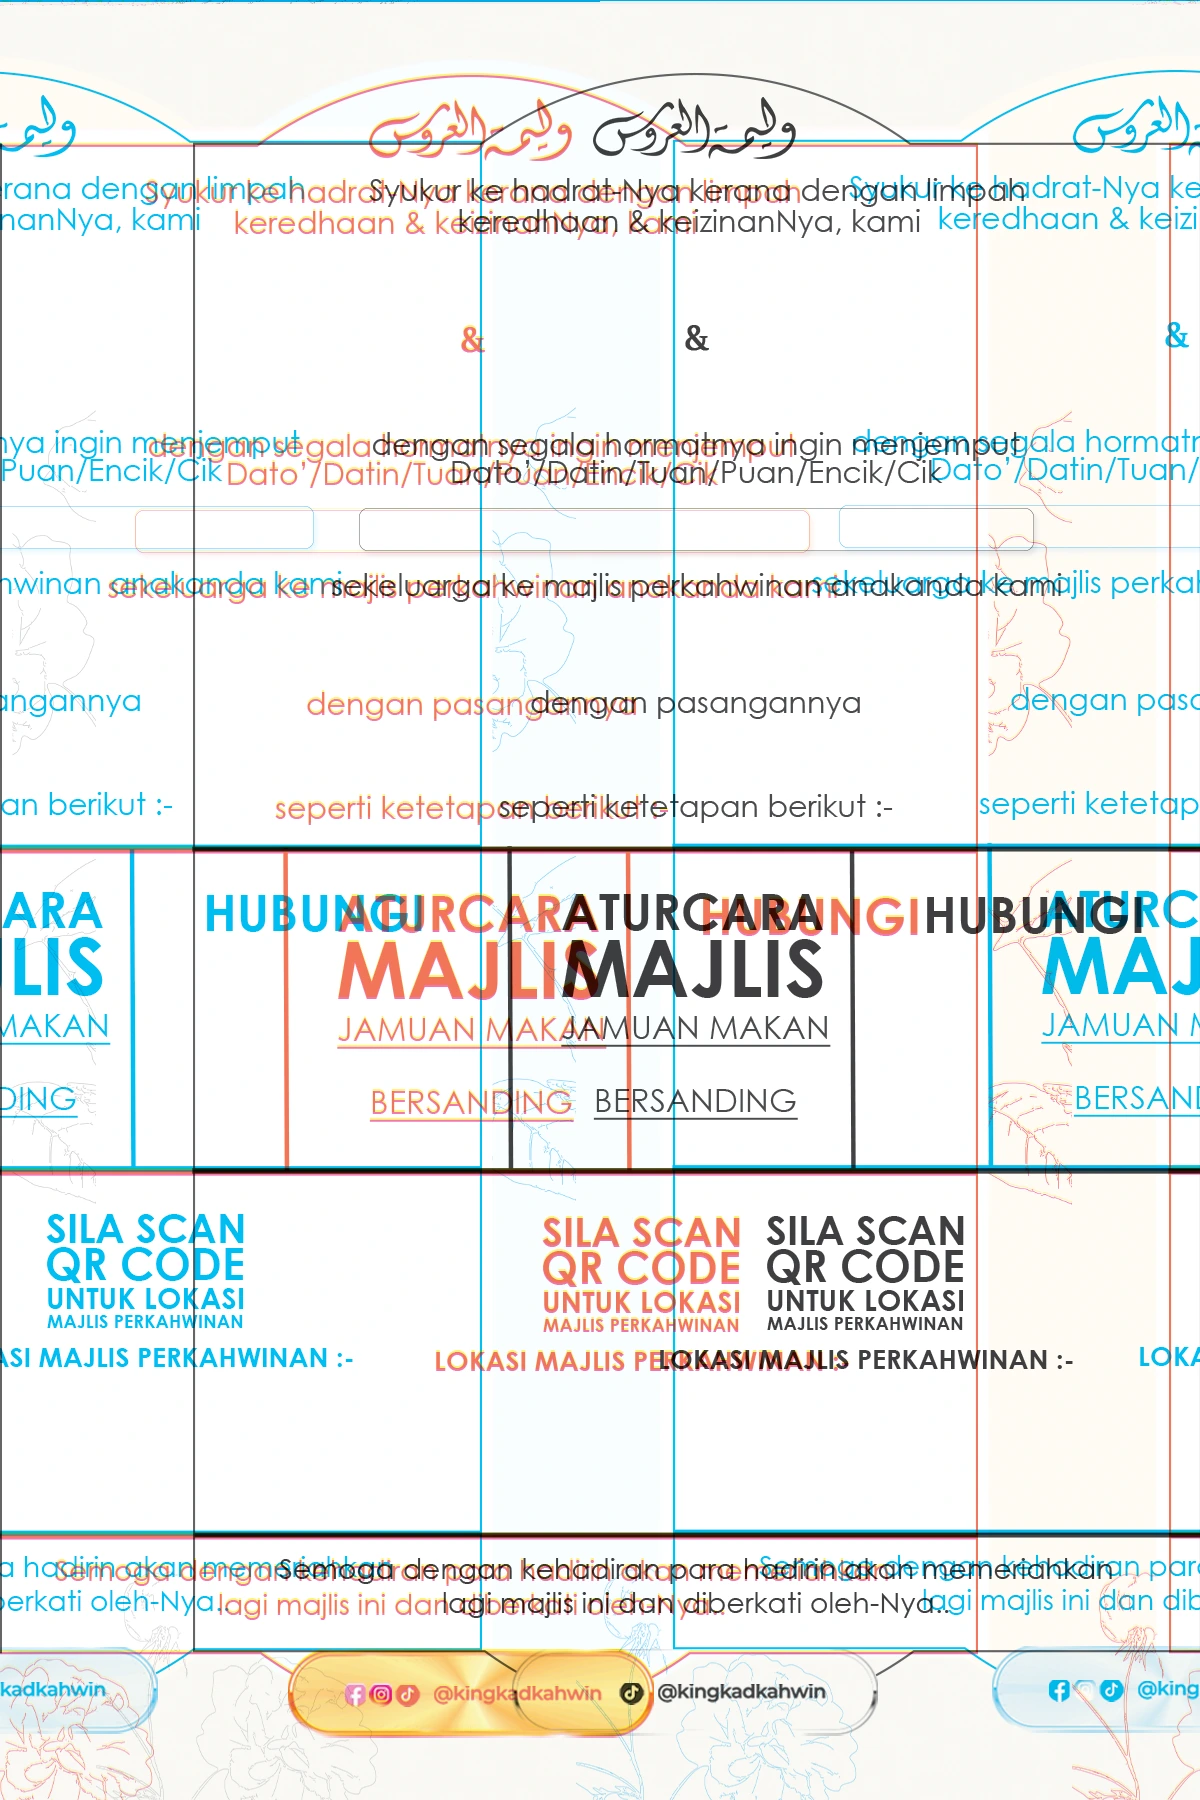 وليمة العروس
Syukur ke hadrat-Nya kerana dengan limpah
keredhaan & keizinanNya, kami
&
dengan segala hormatnya ingin menjemput
Dato'/Datin/Tuan/Puan/Encik/Cik
sekeluarga ke majlis perkahwinan anakanda kami
dengan pasangannya
seperti ketetapan berikut :-
ATURCARA
MAJLIS
JAMUAN MAKAN
BERSANDING
HUBUNGI
SILA SCAN
QR CODE
UNTUK LOKASI
MAJLIS PERKAHWINAN
LOKASI MAJLIS PERKAHWINAN :-
Semoga dengan kehadiran para hadirin akan memeriahkan
lagi majlis ini dan diberkati oleh-Nya..
@kingkadkahwin